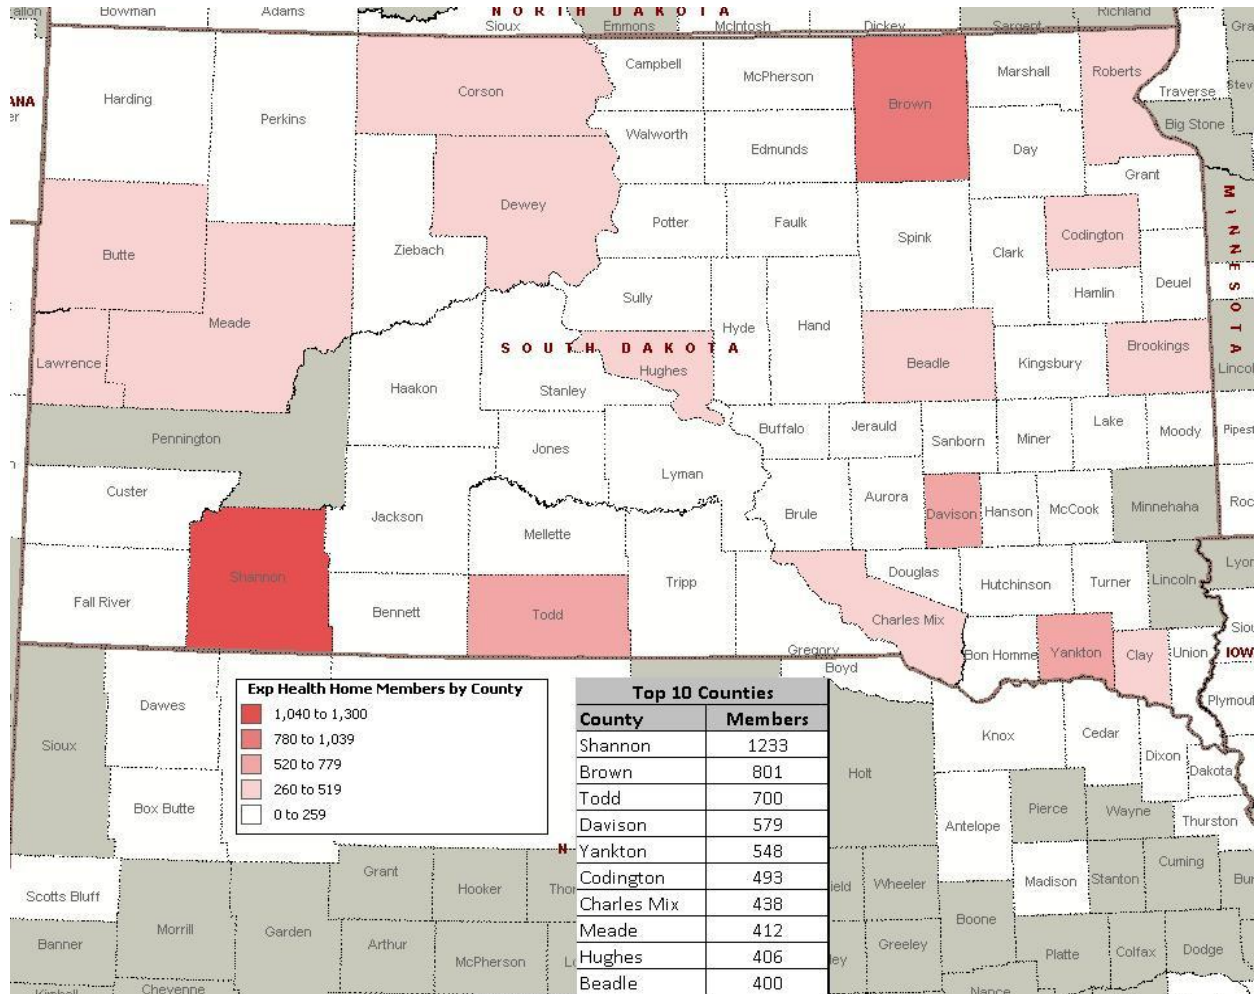 Bowman
Adams
NORTH DAKOTA
Sioux
Emmons
McIntosh
Dickey
Sargent
Richland
Harding
Perkins
Corson
Campbell
McPherson
Brown
Marshall
Roberts
Traverse
Big Stone
Walworth
Edmunds
Day
Grant
MINNESOTA
Dewey
Butte
Ziebach
Potter
Faulk
Spink
Clark
Codington
Deuel
Hamlin
Sully
Hyde
Hand
Meade
SOUTH DAKOTA
Lawrence
Haakon
Stanley
Hughes
Beadle
Kingsbury
Brookings
Pennington
Jones
Lyman
Buffalo
Jerauld
Sanborn
Miner
Lake
Moody
Custer
Jackson
Mellette
Brule
Aurora
Davison
Hanson
McCook
Minnehaha
Shannon
Fall River
Bennett
Todd
Tripp
Gregory
Douglas
Charles Mix
Hutchinson
Turner
Lincoln
Bon Homme
Yankton
Clay
Union
Boyd
Exp Health Home Members by County
1,040 to 1,300
780 to 1,039
520 to 779
260 to 519
0 to 259
Top 10 Counties
County Members
Shannon 1233
Brown 801
Todd 700
Davison 579
Yankton 548
Codington 493
Charles Mix 438
Meade 412
Hughes 406
Beadle 400
Sioux
Dawes
Box Butte
Scotts Bluff
Banner
Morrill
Garden
Grant
Hooker
Arthur
McPherson
Cheyenne
Holt
Knox
Cedar
Dixon
Dakota
Antelope
Pierce
Wayne
Thurston
Wheeler
Madison
Stanton
Cuming
Boone
Greeley
Platte
Colfax
Dodge
Nance